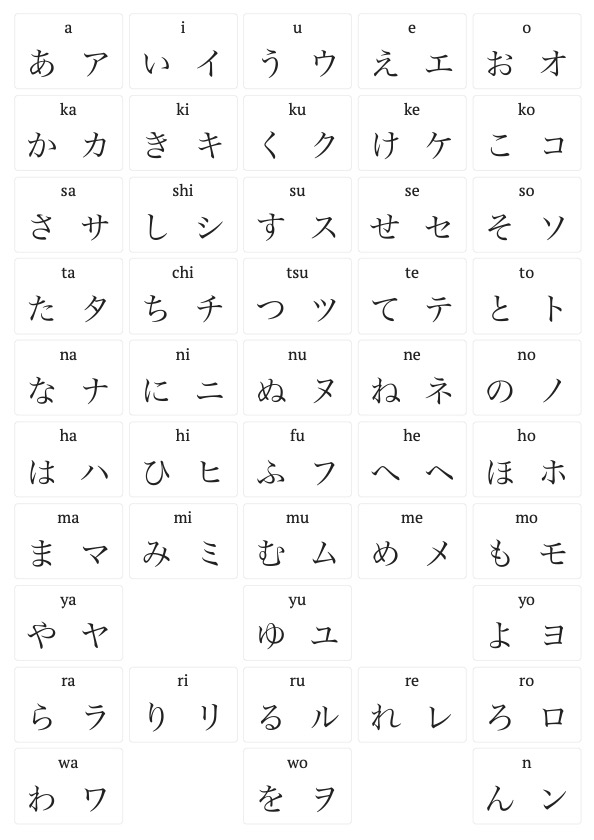 a i u e o
あ ア い イ う ウ え エ お オ
ka ki ku ke ko
か カ き キ く ク け ケ こ コ
sa shi su se so
さ サ し シ す ス せ セ そ ソ
ta chi tsu te to
た タ ち チ つ ツ て テ と ト
na ni nu ne no
な ナ に ニ ぬ ヌ ね ネ の ノ
ha hi fu he ho
は ハ ひ ヒ ふ フ へ ヘ ほ ホ
ma mi mu me mo
ま マ み ミ む ム め メ も モ
ya yu yo
や ヤ ゆ ユ よ ヨ
ra ri ru re ro
ら ラ り リ る ル れ レ ろ ロ
wa wo n
わ ワ を ヲ ん ン